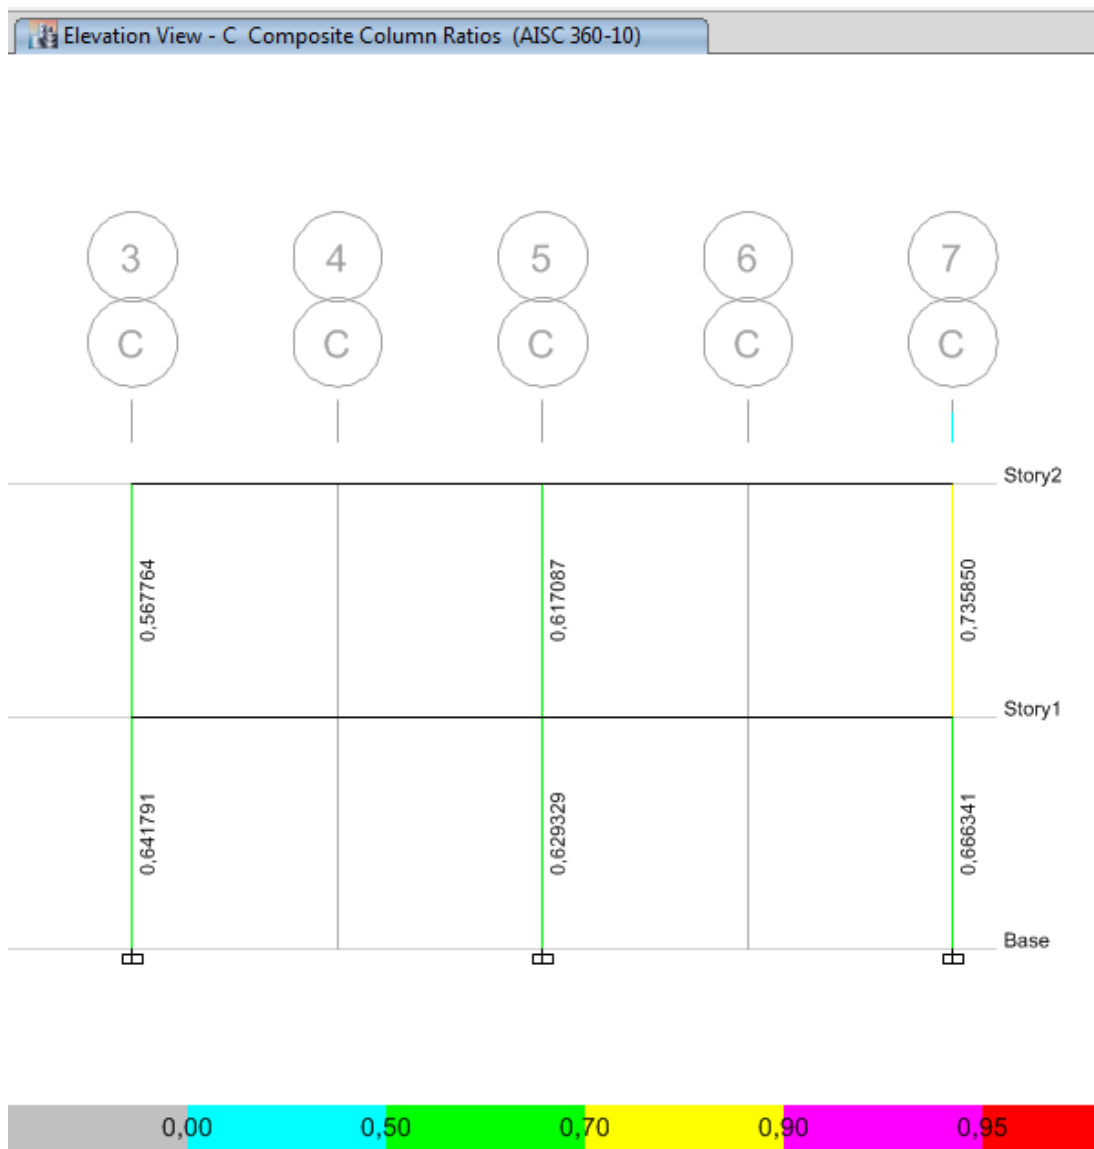 Elevation View - C Composite Column Ratios (AISC 360-10)
3 4 5 6 7
C C C C C
Story2
0,567764 0,617087 0,735850
Story1
0,641791 0,629329 0,666341
Base
0,00 0,50 0,70 0,90 0,95